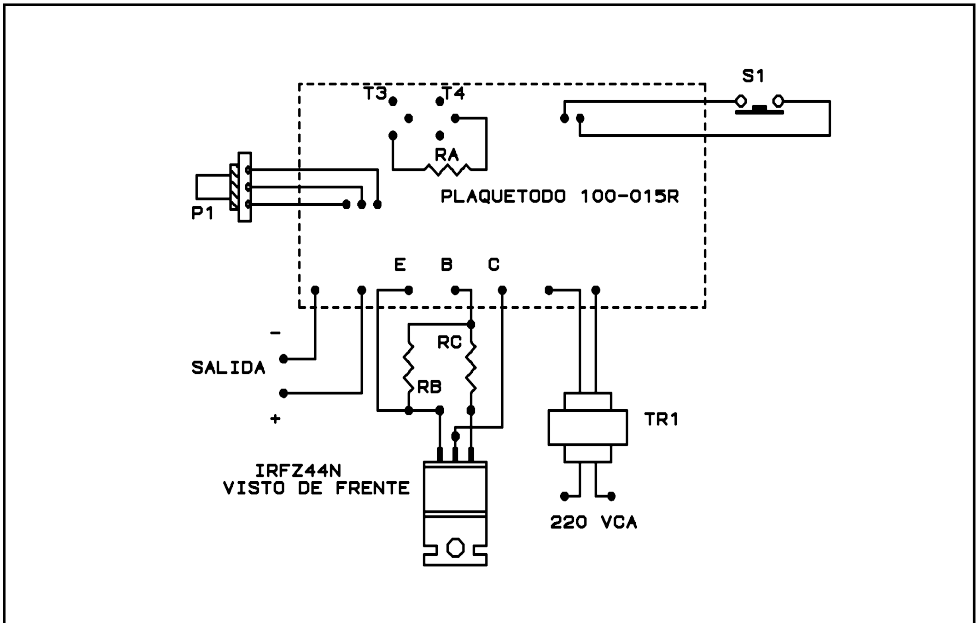 S1
T3 T4
RA
PLAQUETODO 100-015R
P1
E B C
-
SALIDA
+
RC
RB
TR1
IRFZ44N
VISTO DE FRENTE
220 VCA